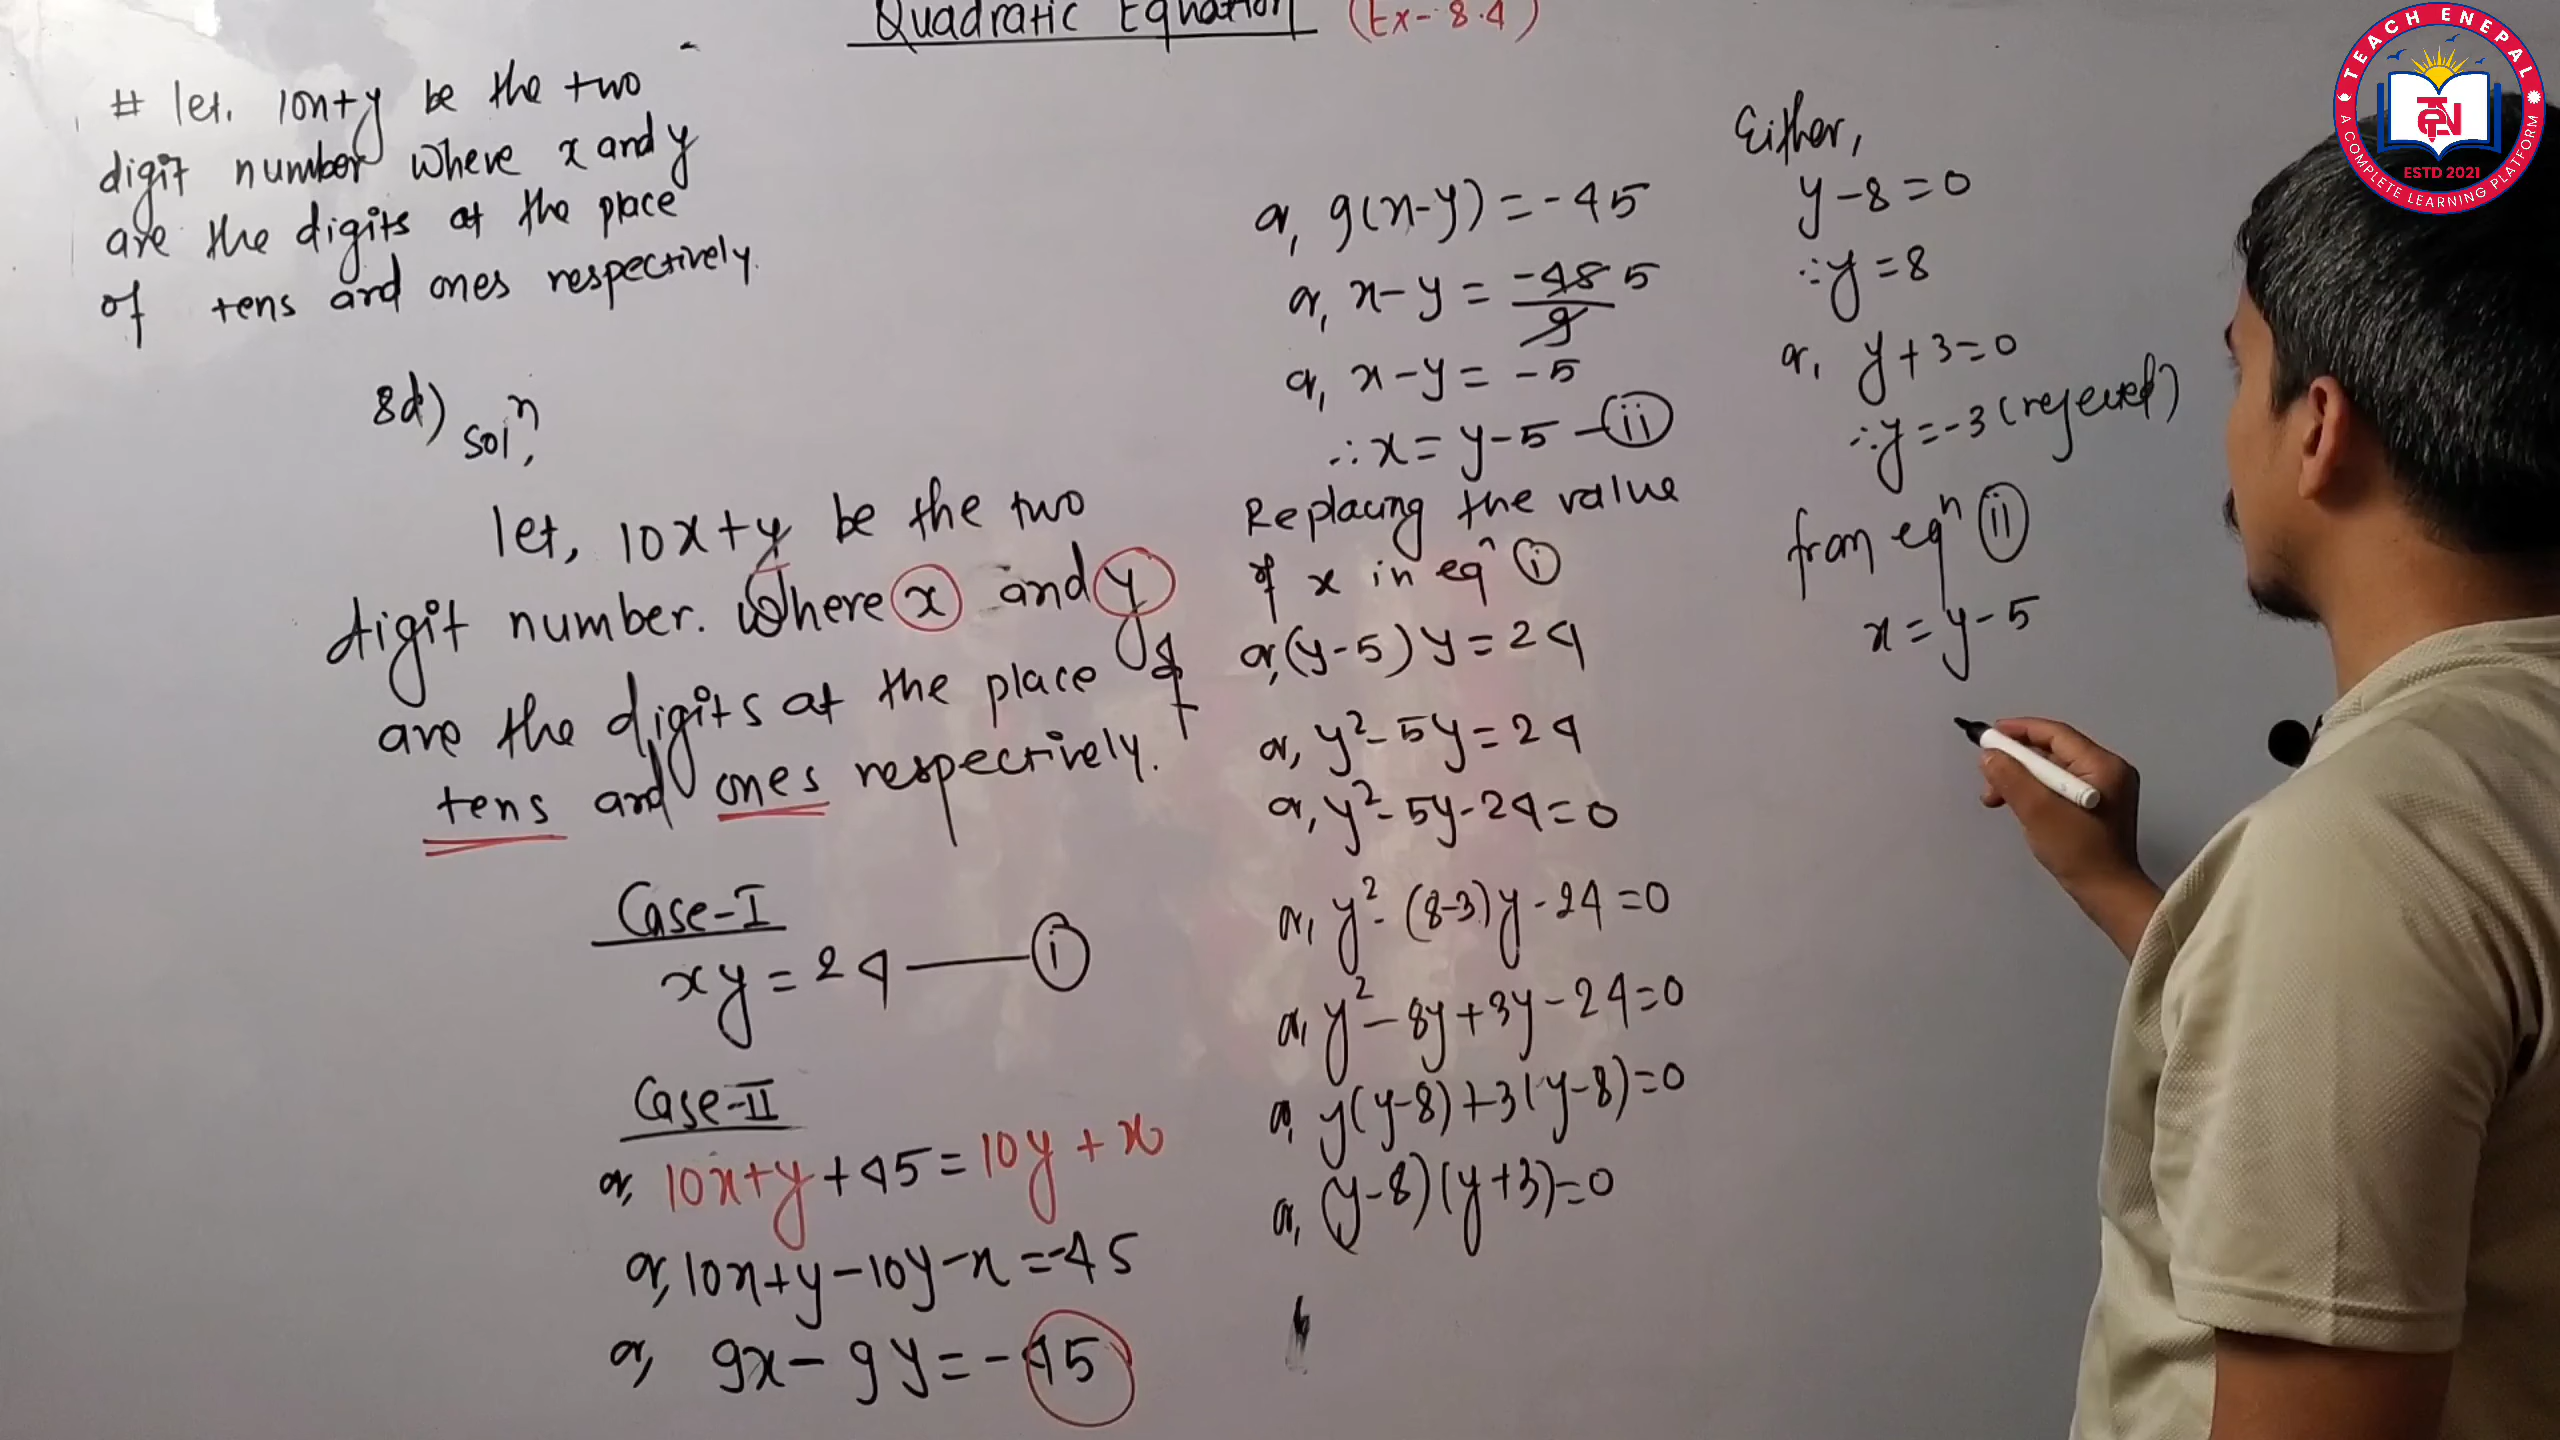 Quadratic Equation (Ex-8.4)
# let. 10x+y be the two
digit number where x and y
are the digits at the place
of tens and ones respectively.
8d) solⁿ,
let, 10x+y be the two
digit number. Where x and y
are the digits at the place of
tens and ones respectively.
Case-I
xy=24 — (i)
Case-II
or, 10x+y+45=10y+x
or, 10x+y-10y-x=-45
or, 9x-9y=-45
or, 9(x-y)=-45
or, x-y=-45/9 5
or, x-y=-5
∴x=y-5 — (ii)
Replacing the value
of x in eqⁿ (i)
or, (y-5)y=24
or, y²-5y=24
or, y²-5y-24=0
or, y²-(8-3)y-24=0
or, y²-8y+3y-24=0
or, y(y-8)+3(y-8)=0
or, (y-8)(y+3)=0
Either,
y-8=0
∴y=8
or, y+3=0
∴y=-3 (rejected)
from eqⁿ (ii)
x=y-5
TEACH ENEPAL
TEN
ESTD 2021
A COMPLETE LEARNING PLATFORM